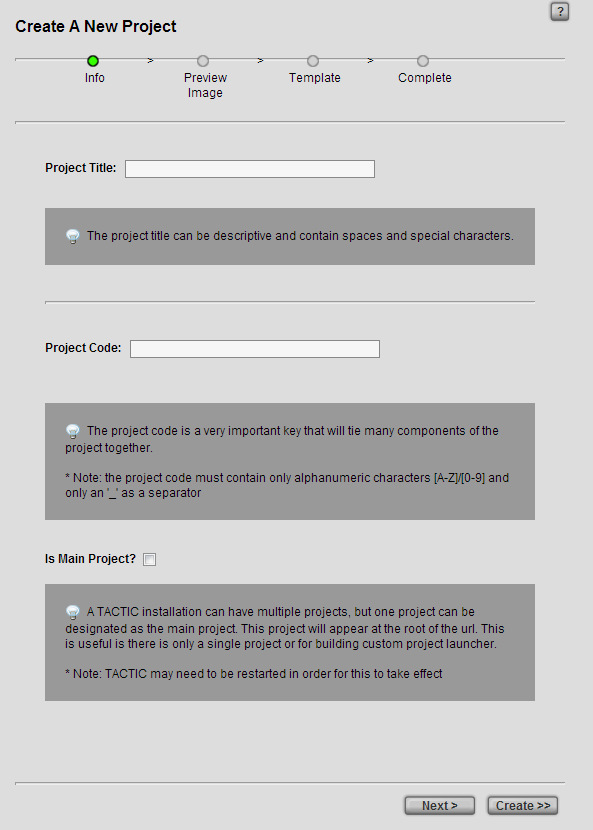 ?
Create A New Project
> > >
Info Preview Template Complete
Image
Project Title:
The project title can be descriptive and contain spaces and special characters.
Project Code:
The project code is a very important key that will tie many components of the
project together.
* Note: the project code must contain only alphanumeric characters [A-Z]/[0-9] and
only an '_' as a separator
Is Main Project?
A TACTIC installation can have multiple projects, but one project can be
designated as the main project. This project will appear at the root of the url. This
is useful is there is only a single project or for building custom project launcher.
* Note: TACTIC may need to be restarted in order for this to take effect
Next > Create >>